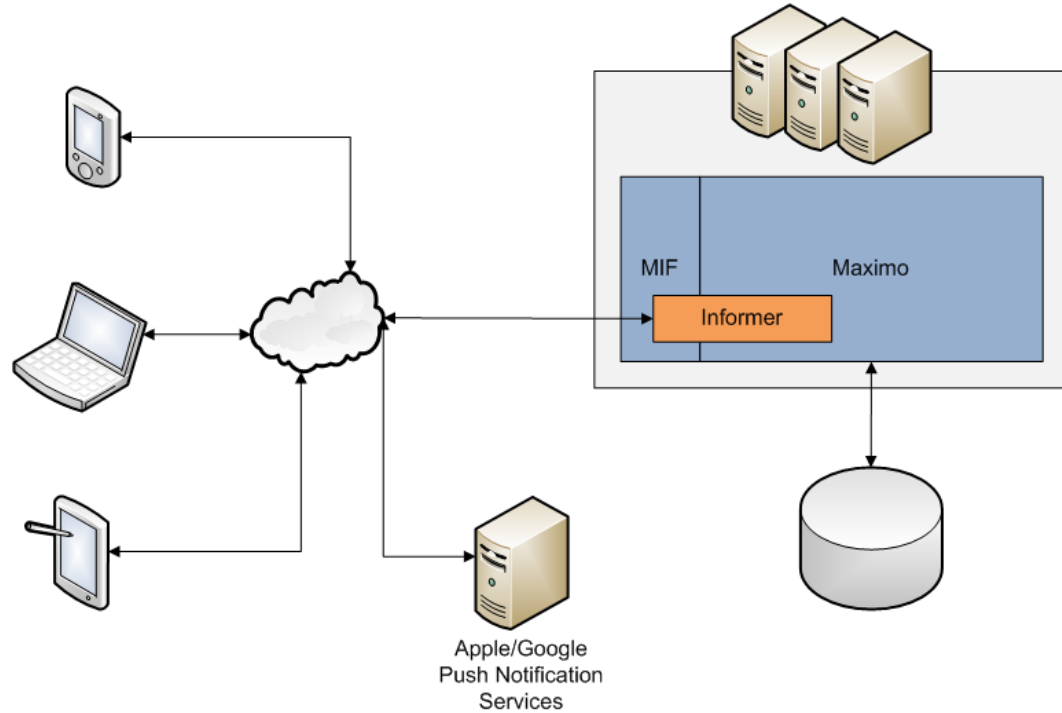 MIF
Maximo
Informer
Apple/Google
Push Notification
Services